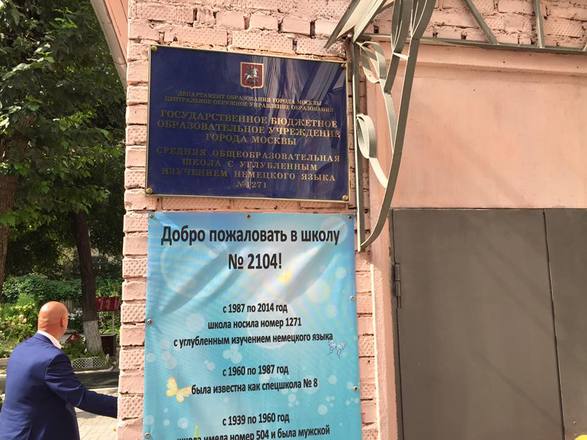 ДЕПАРТАМЕНТ ОБРАЗОВАНИЯ ГОРОДА МОСКВЫ
ЦЕНТРАЛЬНОЕ ОКРУЖНОЕ УПРАВЛЕНИЕ ОБРАЗОВАНИЯ
ГОСУДАРСТВЕННОЕ БЮДЖЕТНОЕ
ОБРАЗОВАТЕЛЬНОЕ УЧРЕЖДЕНИЕ
ГОРОДА МОСКВЫ
СРЕДНЯЯ ОБЩЕОБРАЗОВАТЕЛЬНАЯ
ШКОЛА С УГЛУБЛЕННЫМ
ИЗУЧЕНИЕМ НЕМЕЦКОГО ЯЗЫКА
№1271
Добро пожаловать в школу
№ 2104!
с 1987 по 2014 год
школа носила номер 1271
с углубленным изучением немецкого языка
с 1960 по 1987 год
была известна как спецшкола № 8
с 1939 по 1960 год
школа имела номер 504 и была мужской